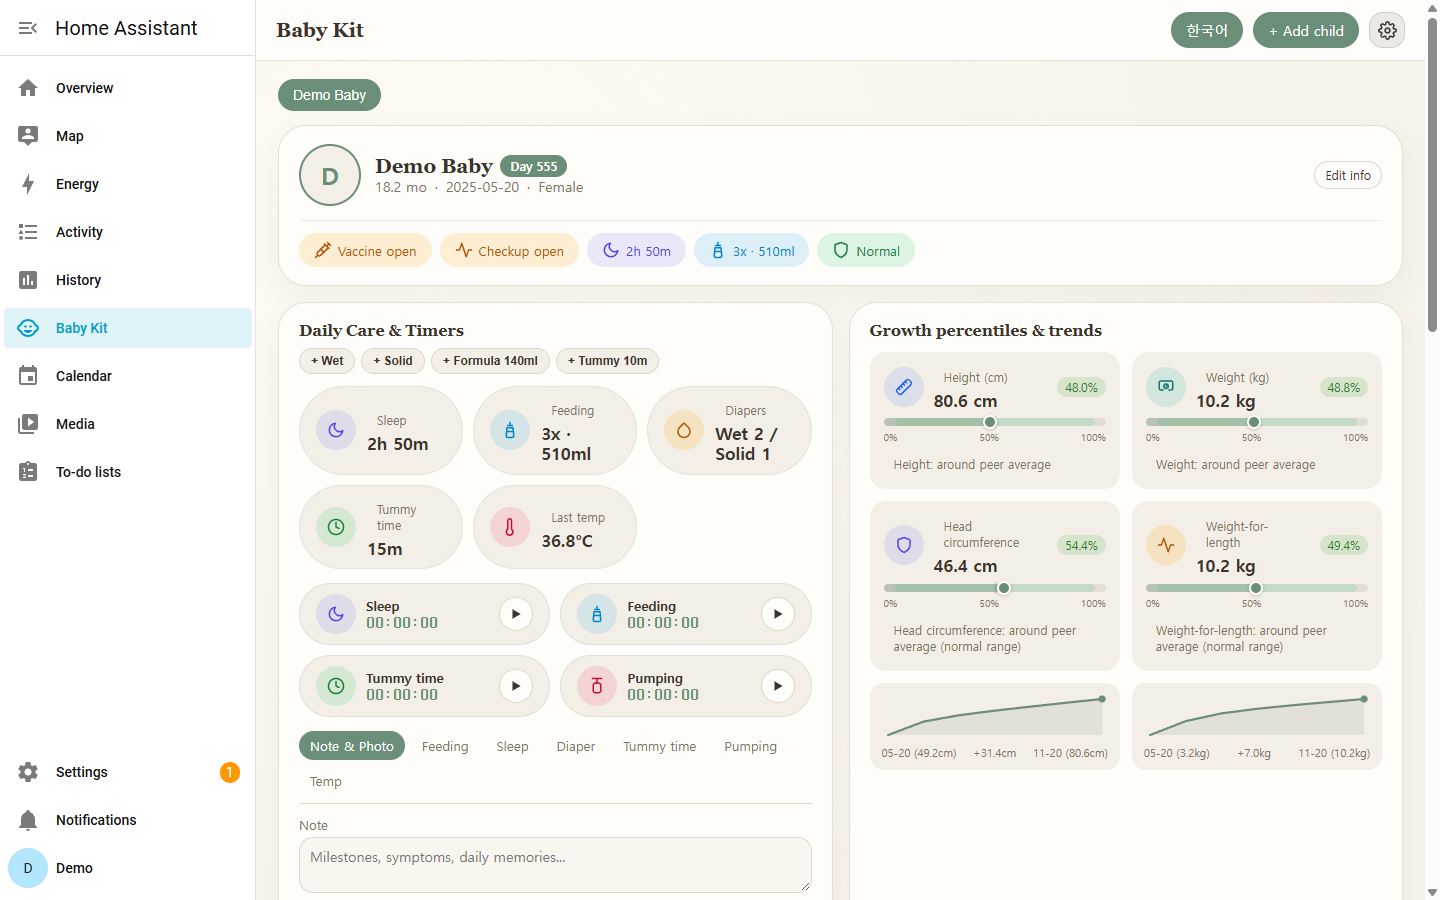 Home Assistant
Overview
Map
Energy
Activity
History
Baby Kit
Calendar
Media
To-do lists
Settings
1
Notifications
D
Demo
Baby Kit
한국어
+ Add child
Demo Baby
D
Demo Baby
Day 555
18.2 mo · 2025-05-20 · Female
Edit info
Vaccine open
Checkup open
2h 50m
3x · 510ml
Normal
Daily Care & Timers
+ Wet
+ Solid
+ Formula 140ml
+ Tummy 10m
Sleep
2h 50m
Feeding
3x ·
510ml
Diapers
Wet 2 /
Solid 1
Tummy
time
15m
Last temp
36.8°C
Sleep
00:00:00
Feeding
00:00:00
Tummy time
00:00:00
Pumping
00:00:00
Note & Photo
Feeding
Sleep
Diaper
Tummy time
Pumping
Temp
Note
Milestones, symptoms, daily memories...
Growth percentiles & trends
Height (cm)
80.6 cm
48.0%
0%
50%
100%
Height: around peer average
Weight (kg)
10.2 kg
48.8%
0%
50%
100%
Weight: around peer average
Head
circumference
46.4 cm
54.4%
0%
50%
100%
Head circumference: around peer
average (normal range)
Weight-for-
length
10.2 kg
49.4%
0%
50%
100%
Weight-for-length: around peer
average (normal range)
05-20 (49.2cm)
+31.4cm
11-20 (80.6cm)
05-20 (3.2kg)
+7.0kg
11-20 (10.2kg)